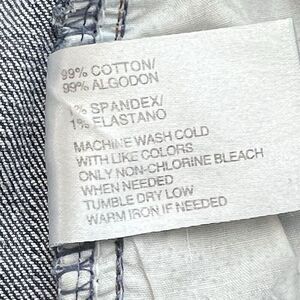 99% COTTON/
99% ALGODON
1% SPANDEX/
1% ELASTANO
MACHINE WASH COLD
WITH LIKE COLORS
ONLY NON-CHLORINE BLEACH
WHEN NEEDED
TUMBLE DRY LOW
WARM IRON IF NEEDED